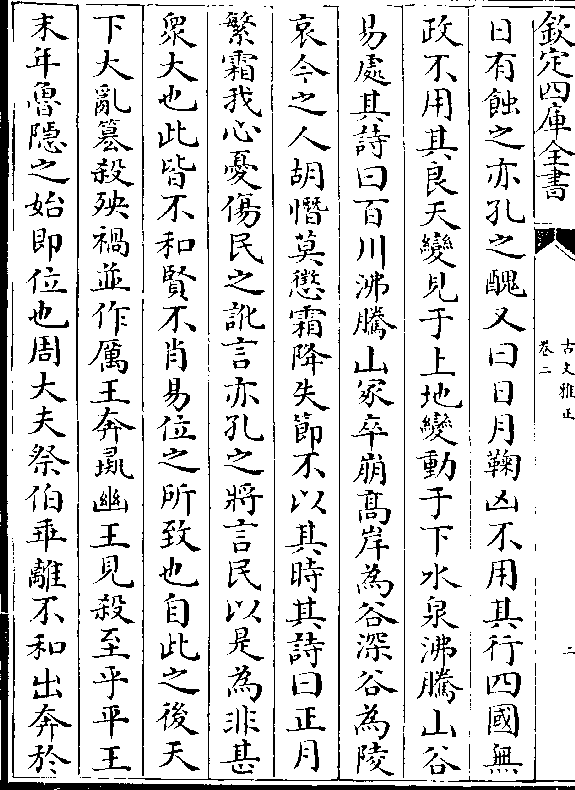 欽定四庫全書
古文雅正
卷二
二
日有蝕之亦孔之醜又曰日月鞠凶不用其行四國無
政不用其良天變見于上地變動于下水泉沸騰山谷
易處其詩曰百川沸騰山冢卒崩髙岸為谷深谷為陵
哀今之人胡憯莫懲霜降失節不以其時其詩曰正月
繁霜我心憂傷民之訛言亦孔之將言民以是為非甚
衆大也此皆不和賢不肖易位之所致也自此之後天
下大亂簒殺殃禍並作厲王奔彘幽王見殺至乎平王
末年魯隱之始即位也周大夫祭伯乖離不和出奔於